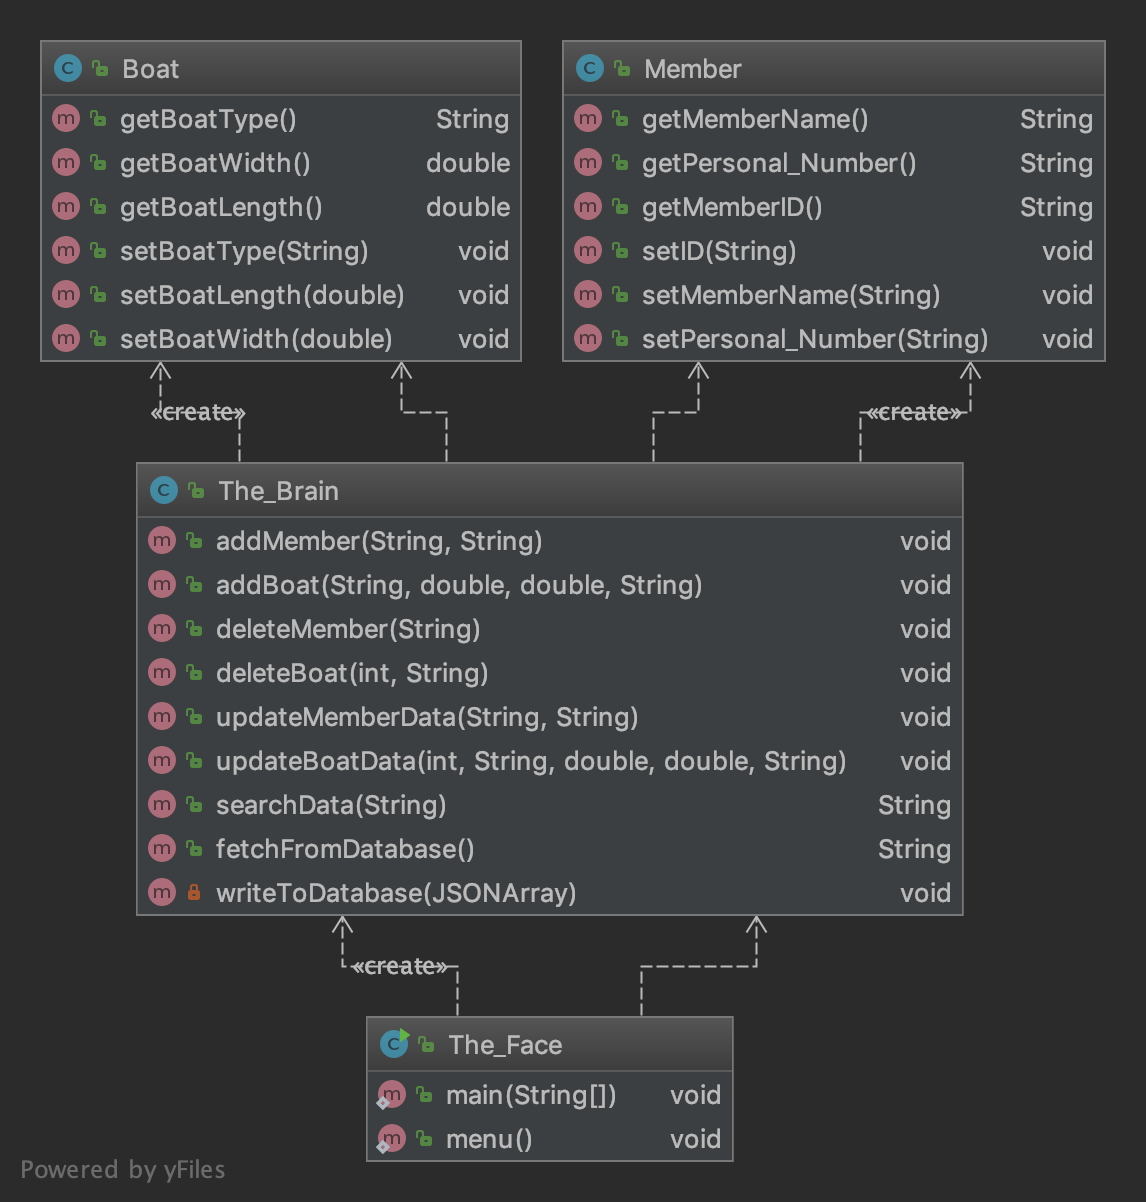 Boat
getBoatType() String
getBoatWidth() double
getBoatLength() double
setBoatType(String) void
setBoatLength(double) void
setBoatWidth(double) void
Member
getMemberName() String
getPersonal_Number() String
getMemberID() String
setID(String) void
setMemberName(String) void
setPersonal_Number(String) void
«create»
«create»
The_Brain
addMember(String, String) void
addBoat(String, double, double, String) void
deleteMember(String) void
deleteBoat(int, String) void
updateMemberData(String, String) void
updateBoatData(int, String, double, double, String) void
searchData(String) String
fetchFromDatabase() String
writeToDatabase(JSONArray) void
«create»
The_Face
main(String[]) void
menu() void
Powered by yFiles